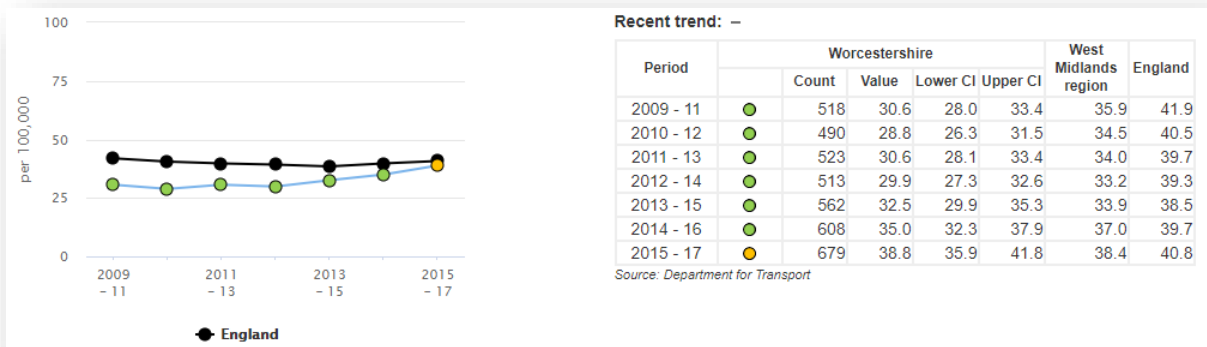 100
75
50
25
0
per 100,000
2009
- 11
2011
- 13
2013
- 15
2015
- 17
England
Recent trend: –
Period Worcestershire West Midlands region England
Count Value Lower CI Upper CI
2009 - 11 518 30.6 28.0 33.4 35.9 41.9
2010 - 12 490 28.8 26.3 31.5 34.5 40.5
2011 - 13 523 30.6 28.1 33.4 34.0 39.7
2012 - 14 513 29.9 27.3 32.6 33.2 39.3
2013 - 15 562 32.5 29.9 35.3 33.9 38.5
2014 - 16 608 35.0 32.3 37.9 37.0 39.7
2015 - 17 679 38.8 35.9 41.8 38.4 40.8
Source: Department for Transport